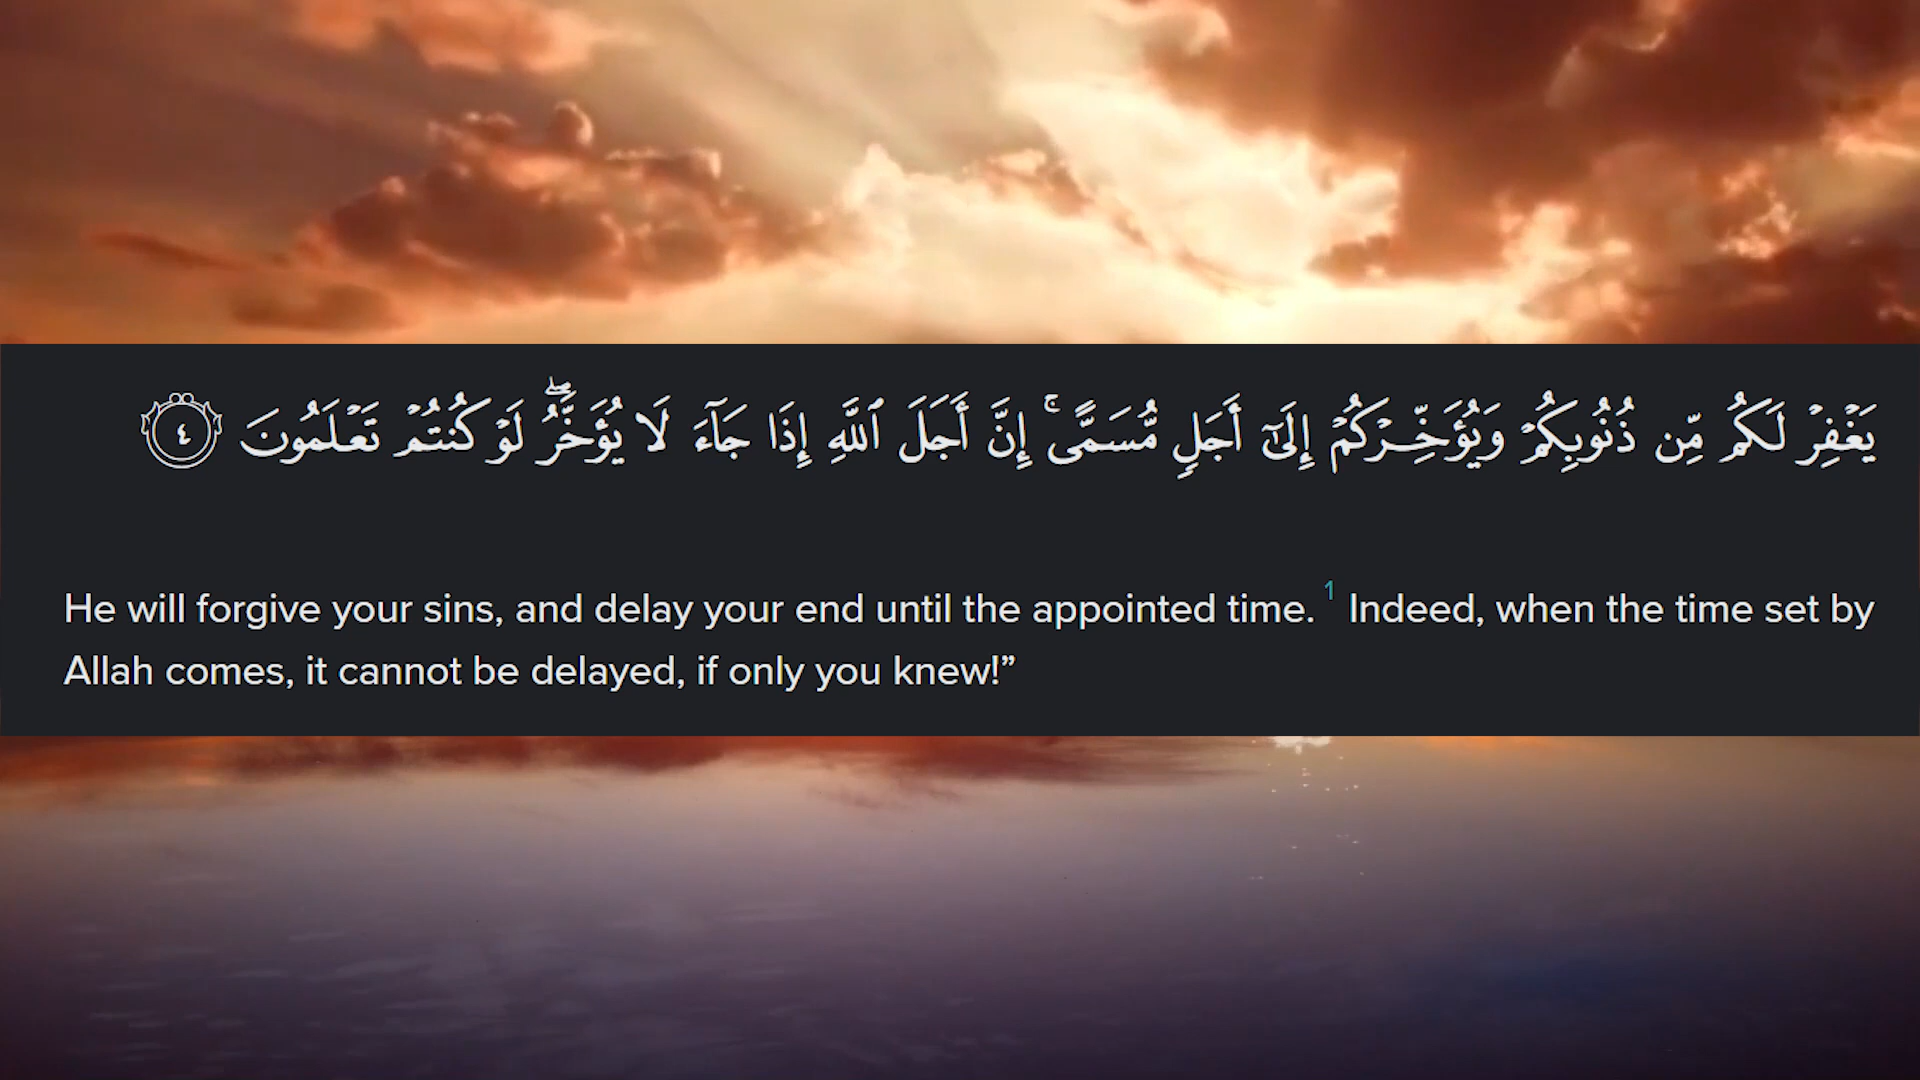 يَغْفِرْ لَكُم مِّن ذُنُوبِكُمْ وَيُؤَخِّرْكُمْ إِلَىٰٓ أَجَلٍ مُّسَمًّى ۚ إِنَّ أَجَلَ ٱللَّهِ إِذَا جَآءَ لَا يُؤَخَّرُ ۖ لَوْ كُنتُمْ تَعْلَمُونَ ٤
He will forgive your sins, and delay your end until the appointed time. 1 Indeed, when the time set by
Allah comes, it cannot be delayed, if only you knew!”